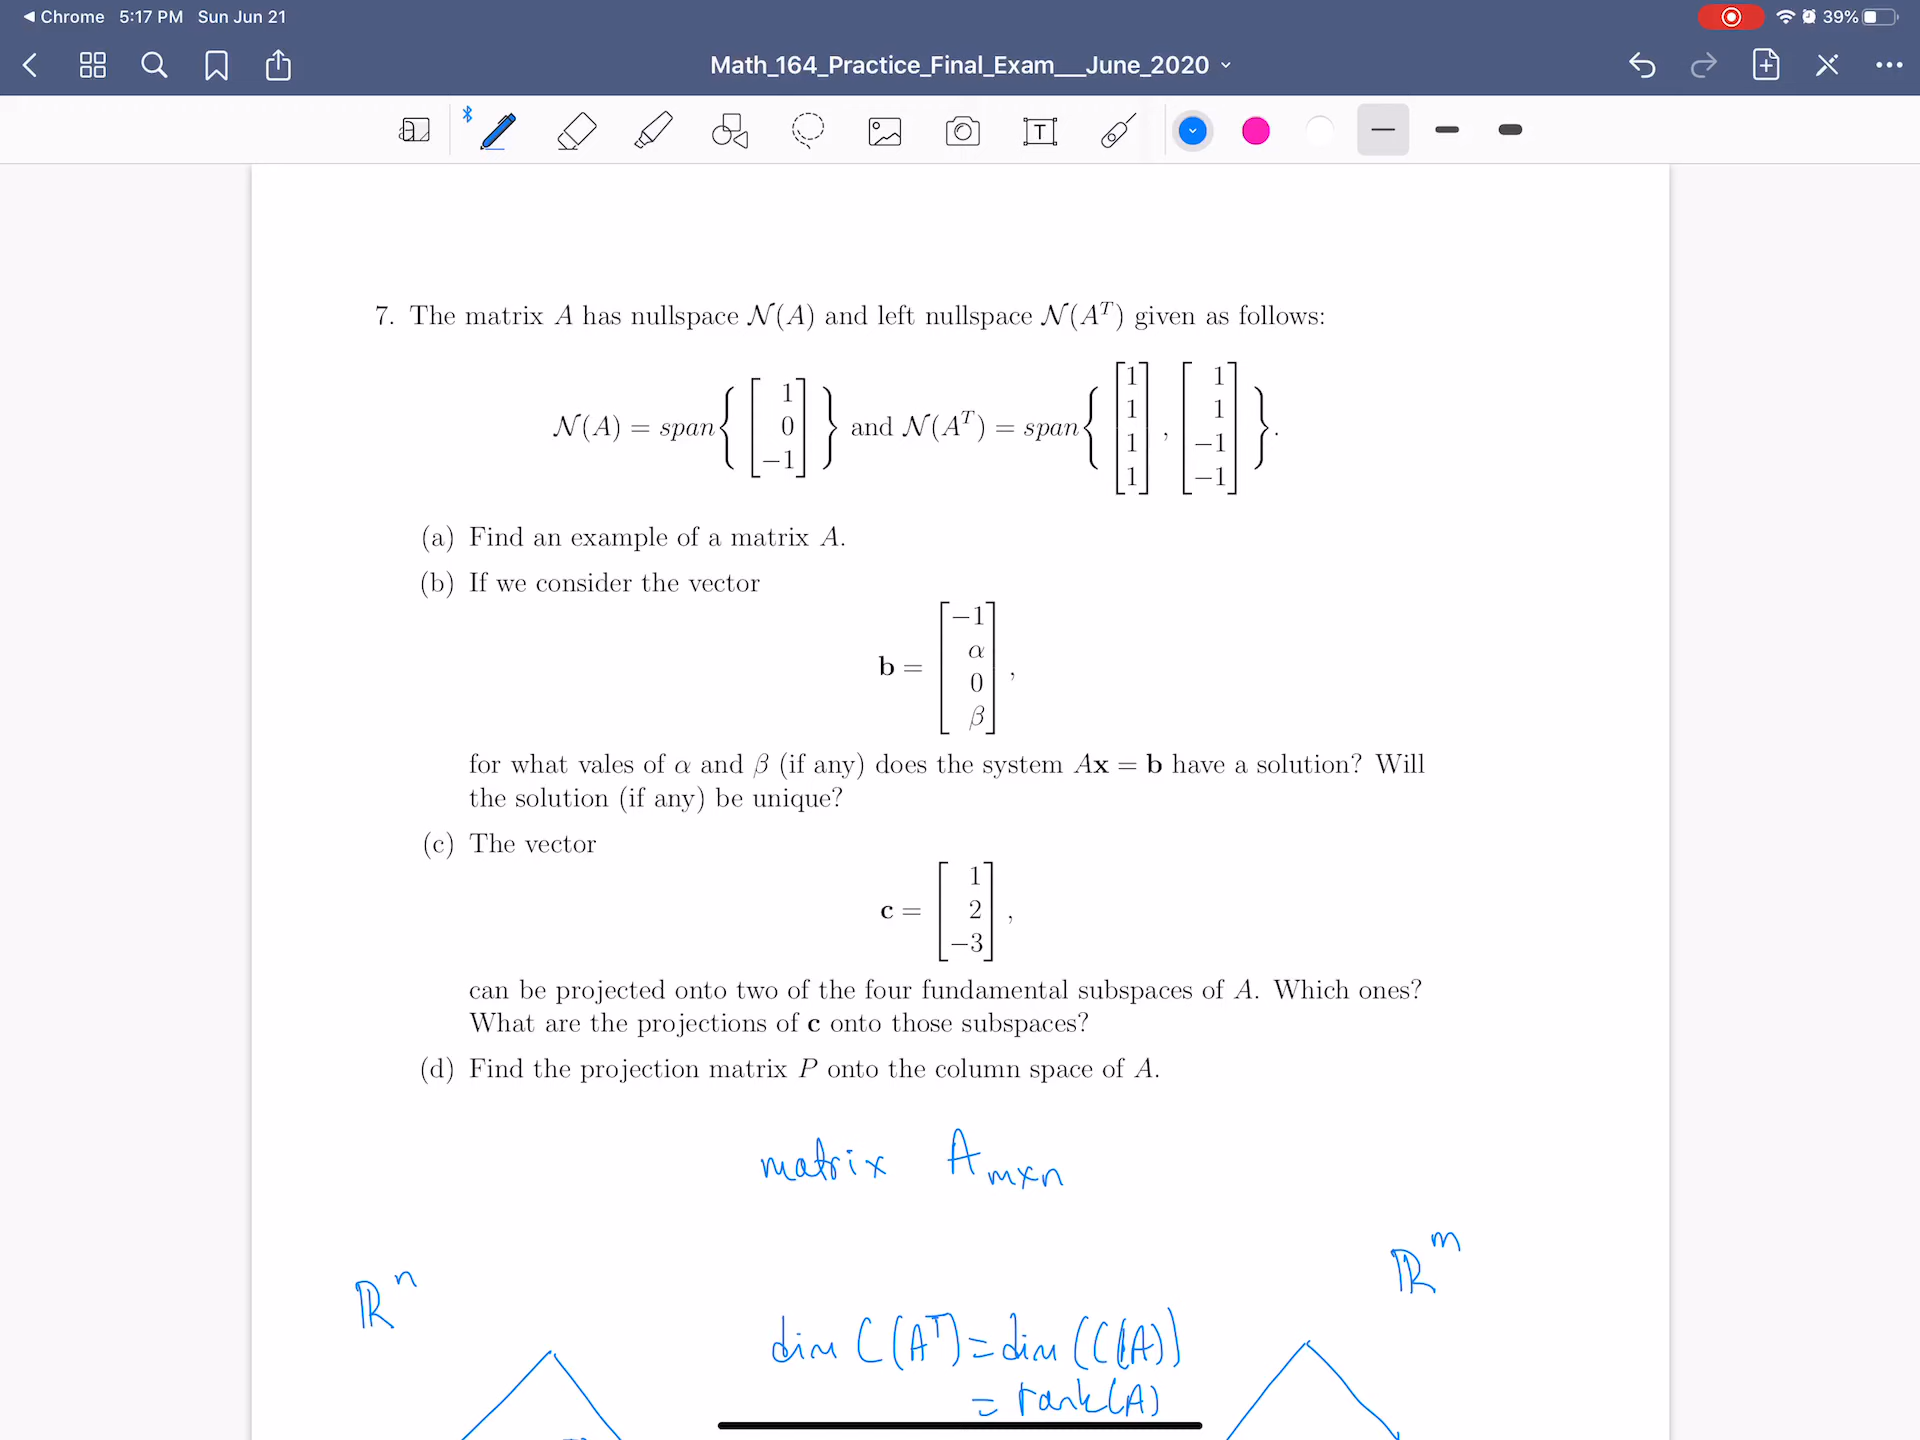 Chrome 5:17 PM Sun Jun 21
39%
Math_164_Practice_Final_Exam___June_2020
7. The matrix A has nullspace 𝒩(A) and left nullspace 𝒩(Aᵀ) given as follows:
𝒩(A) = span{ [1 0 −1] } and 𝒩(Aᵀ) = span{ [1 1 1 1], [1 1 −1 −1] }.
(a) Find an example of a matrix A.
(b) If we consider the vector
b = [−1 α 0 β],
for what vales of α and β (if any) does the system Ax = b have a solution? Will
the solution (if any) be unique?
(c) The vector
c = [1 2 −3],
can be projected onto two of the four fundamental subspaces of A. Which ones?
What are the projections of c onto those subspaces?
(d) Find the projection matrix P onto the column space of A.
matrix A mxn
ℝᵐ
ℝⁿ
dim C(Aᵀ) = dim (C(A))
= rank(A)